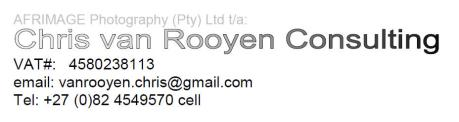 AFRIMAGE Photography (Pty) Ltd t/a:
Chris van Rooyen Consulting
VAT#: 4580238113
email: vanrooyen.chris@gmail.com
Tel: +27 (0)82 4549570 cell